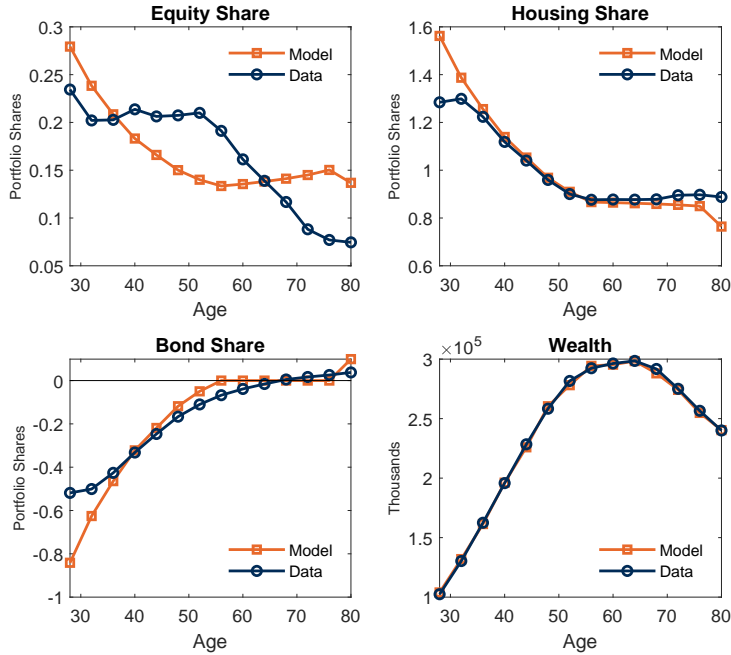 Equity Share
0.3
0.25
0.2
0.15
0.1
0.05
Portfolio Shares
Model
Data
30 40 50 60 70 80
Age
Housing Share
1.6
1.4
1.2
1
0.8
0.6
Portfolio Shares
Model
Data
30 40 50 60 70 80
Age
Bond Share
0
-0.2
-0.4
-0.6
-0.8
-1
Portfolio Shares
Model
Data
30 40 50 60 70 80
Age
Wealth
×10⁵
3
2.5
2
1.5
1
Thousands
Model
Data
30 40 50 60 70 80
Age